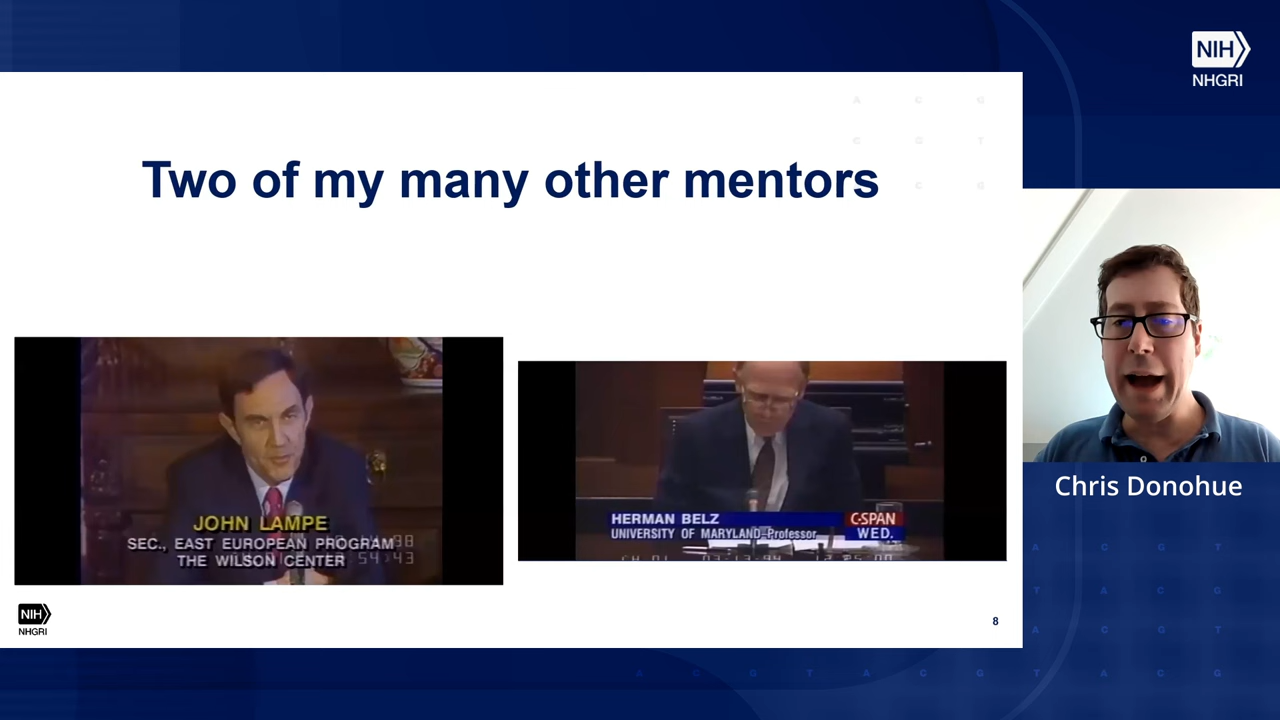 NIH
NHGRI
Two of my many other mentors
JOHN LAMPE
SEC., EAST EUROPEAN PROGRAM
THE WILSON CENTER
HERMAN BELZ
UNIVERSITY OF MARYLAND-Professor
C-SPAN
WED.
Chris Donohue
NIH
NHGRI
8